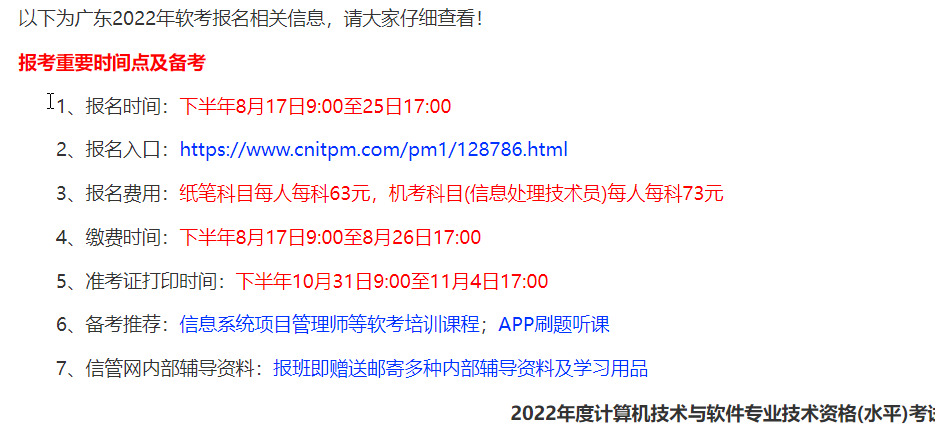 以下为广东2022年软考报名相关信息，请大家仔细查看！
报考重要时间点及备考
1、报名时间：下半年8月17日9:00至25日17:00
2、报名入口：https://www.cnitpm.com/pm1/128786.html
3、报名费用：纸笔科目每人每科63元，机考科目(信息处理技术员)每人每科73元
4、缴费时间：下半年8月17日9:00至8月26日17:00
5、准考证打印时间：下半年10月31日9:00至11月4日17:00
6、备考推荐：信息系统项目管理师等软考培训课程；APP刷题听课
7、信管网内部辅导资料：报班即赠送邮寄多种内部辅导资料及学习用品
2022年度计算机技术与软件专业技术资格(水平)考试